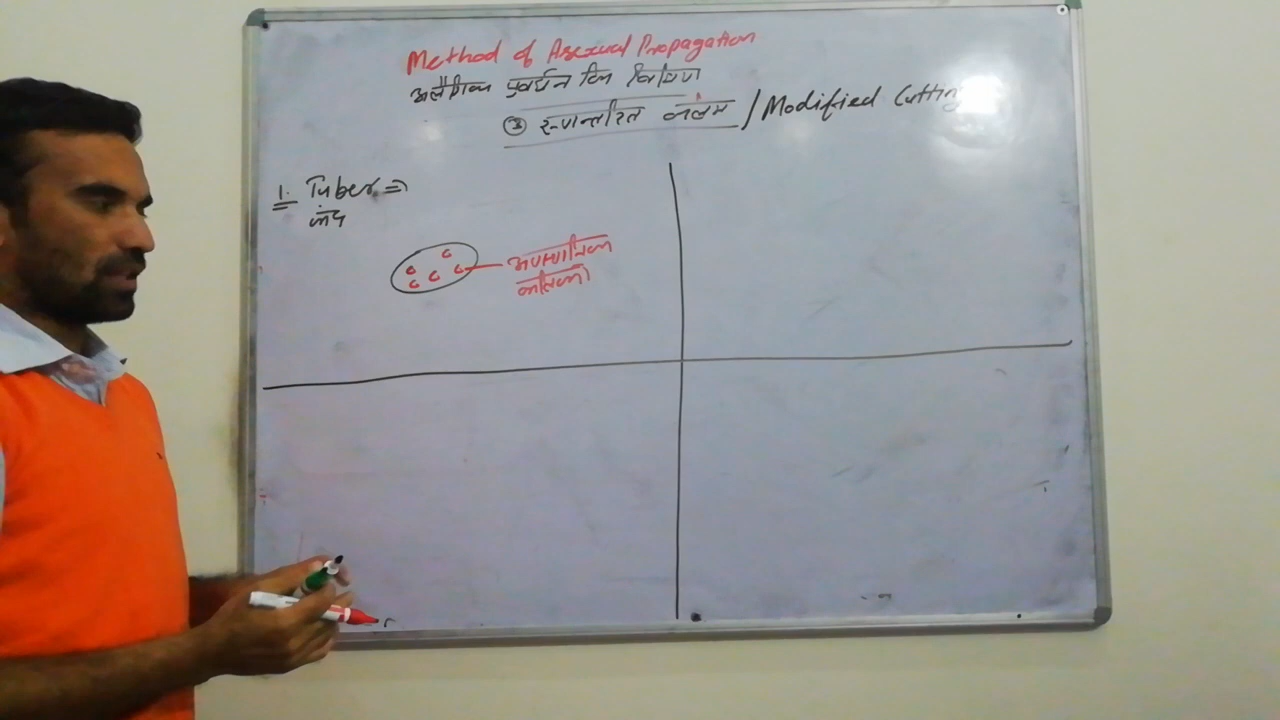 Method of Asexual Propagation
अलैंगिक प्रवर्धन कि विधियां
③ रूपान्तरित कलम / Modified Cutting
1. Tuber ⇒
कंद
अपस्थानिक
कलिका